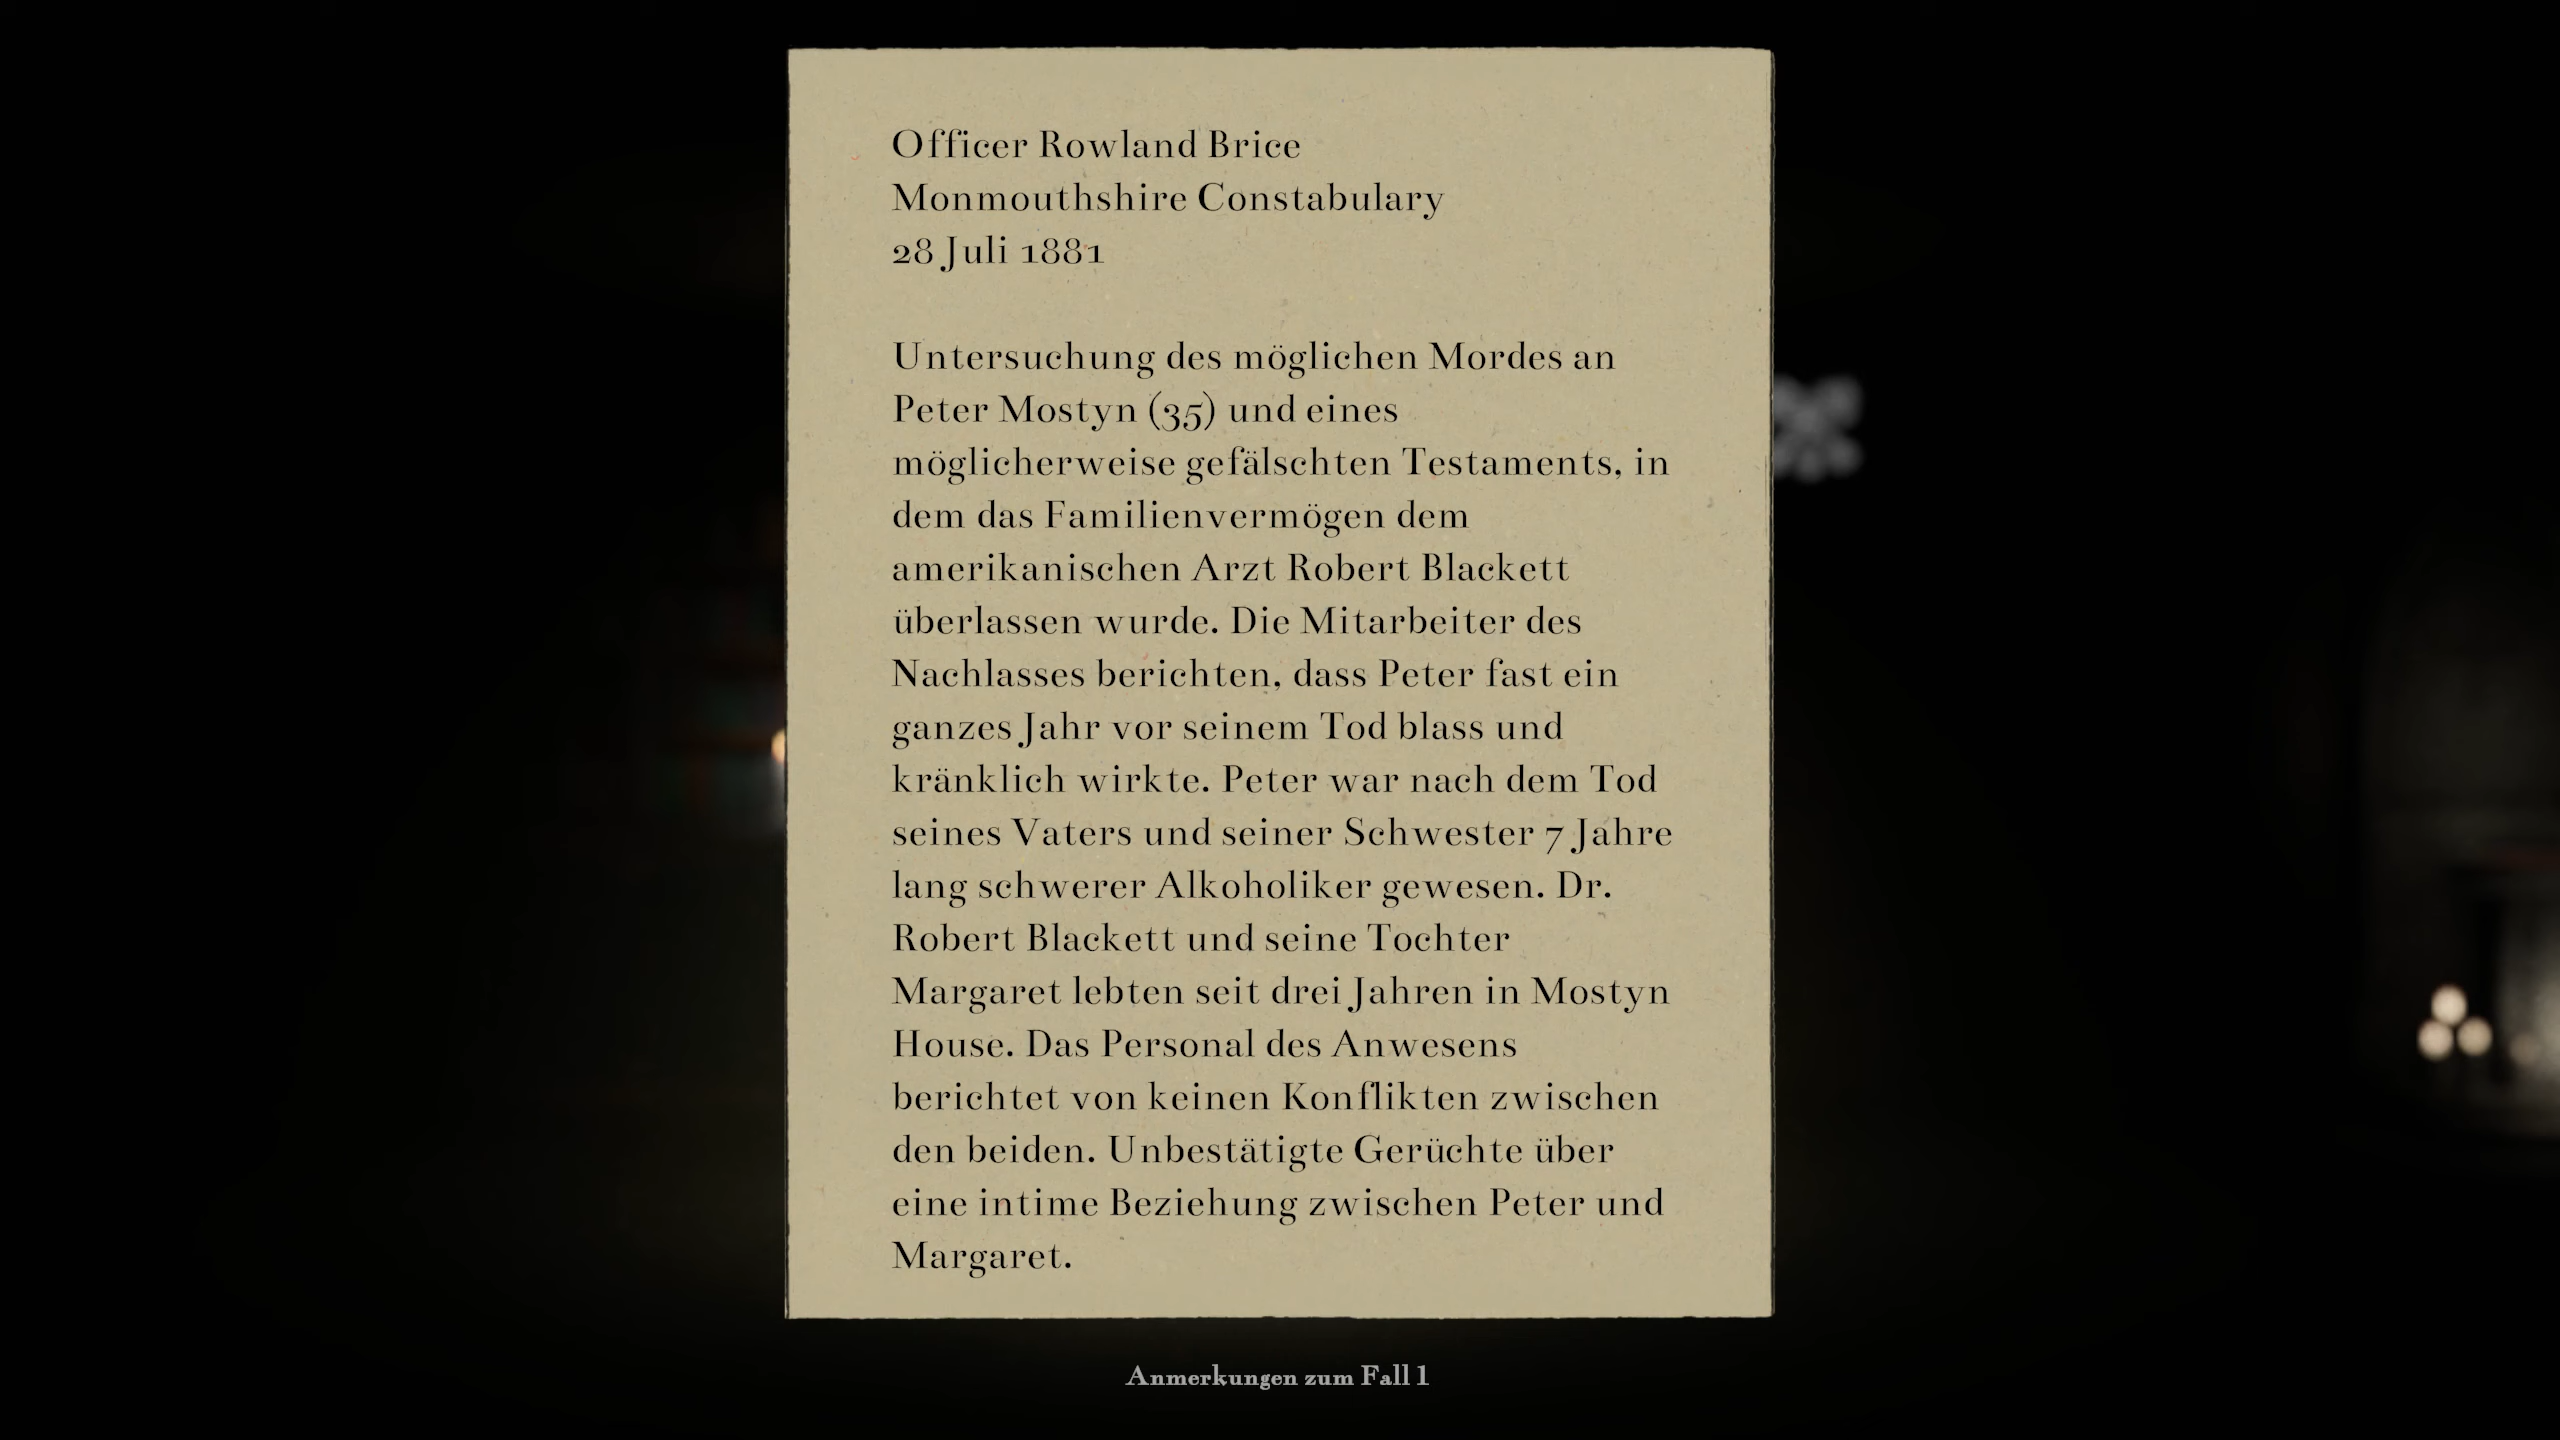 Officer Rowland Brice
Monmouthshire Constabulary
28 Juli 1881
Untersuchung des möglichen Mordes an
Peter Mostyn (35) und eines
möglicherweise gefälschten Testaments, in
dem das Familienvermögen dem
amerikanischen Arzt Robert Blackett
überlassen wurde. Die Mitarbeiter des
Nachlasses berichten, dass Peter fast ein
ganzes Jahr vor seinem Tod blass und
kränklich wirkte. Peter war nach dem Tod
seines Vaters und seiner Schwester 7 Jahre
lang schwerer Alkoholiker gewesen. Dr.
Robert Blackett und seine Tochter
Margaret lebten seit drei Jahren in Mostyn
House. Das Personal des Anwesens
berichtet von keinen Konflikten zwischen
den beiden. Unbestätigte Gerüchte über
eine intime Beziehung zwischen Peter und
Margaret.
Anmerkungen zum Fall 1